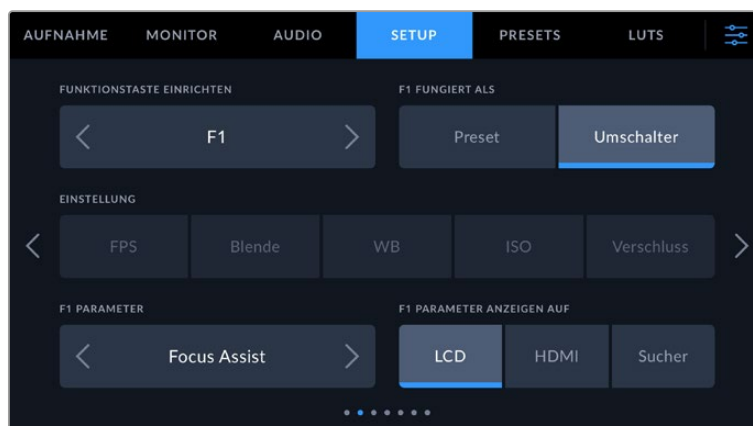 AUFNAHME MONITOR AUDIO SETUP PRESETS LUTS
FUNKTIONSTASTE EINRICHTEN F1 FUNGIERT ALS
F1 Preset Umschalter
EINSTELLUNG
FPS Blende WB ISO Verschluss
F1 PARAMETER F1 PARAMETER ANZEIGEN AUF
Focus Assist LCD HDMI Sucher